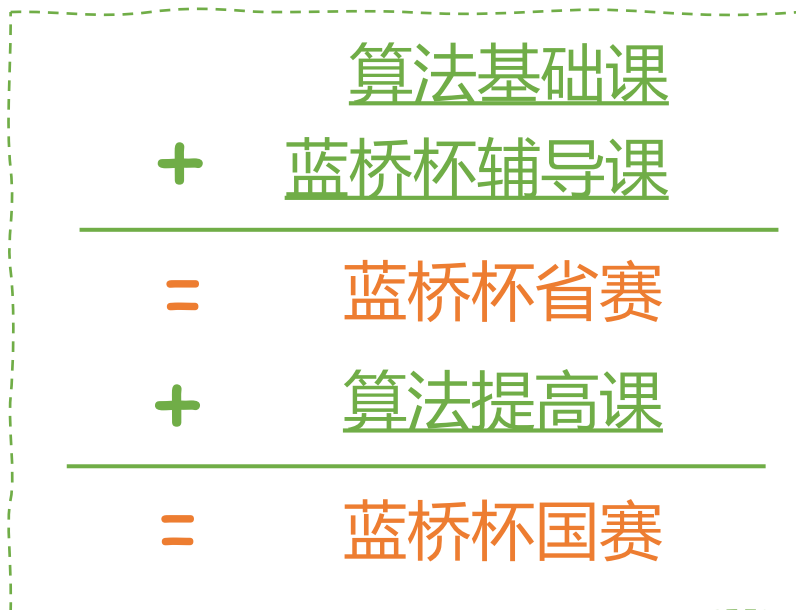 算法基础课
+ 蓝桥杯辅导课
= 蓝桥杯省赛
+ 算法提高课
= 蓝桥杯国赛